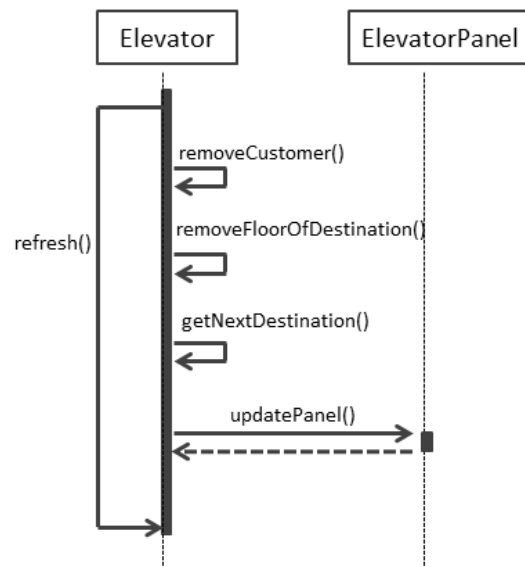 Elevator
ElevatorPanel
removeCustomer()
removeFloorOfDestination()
refresh()
getNextDestination()
updatePanel()